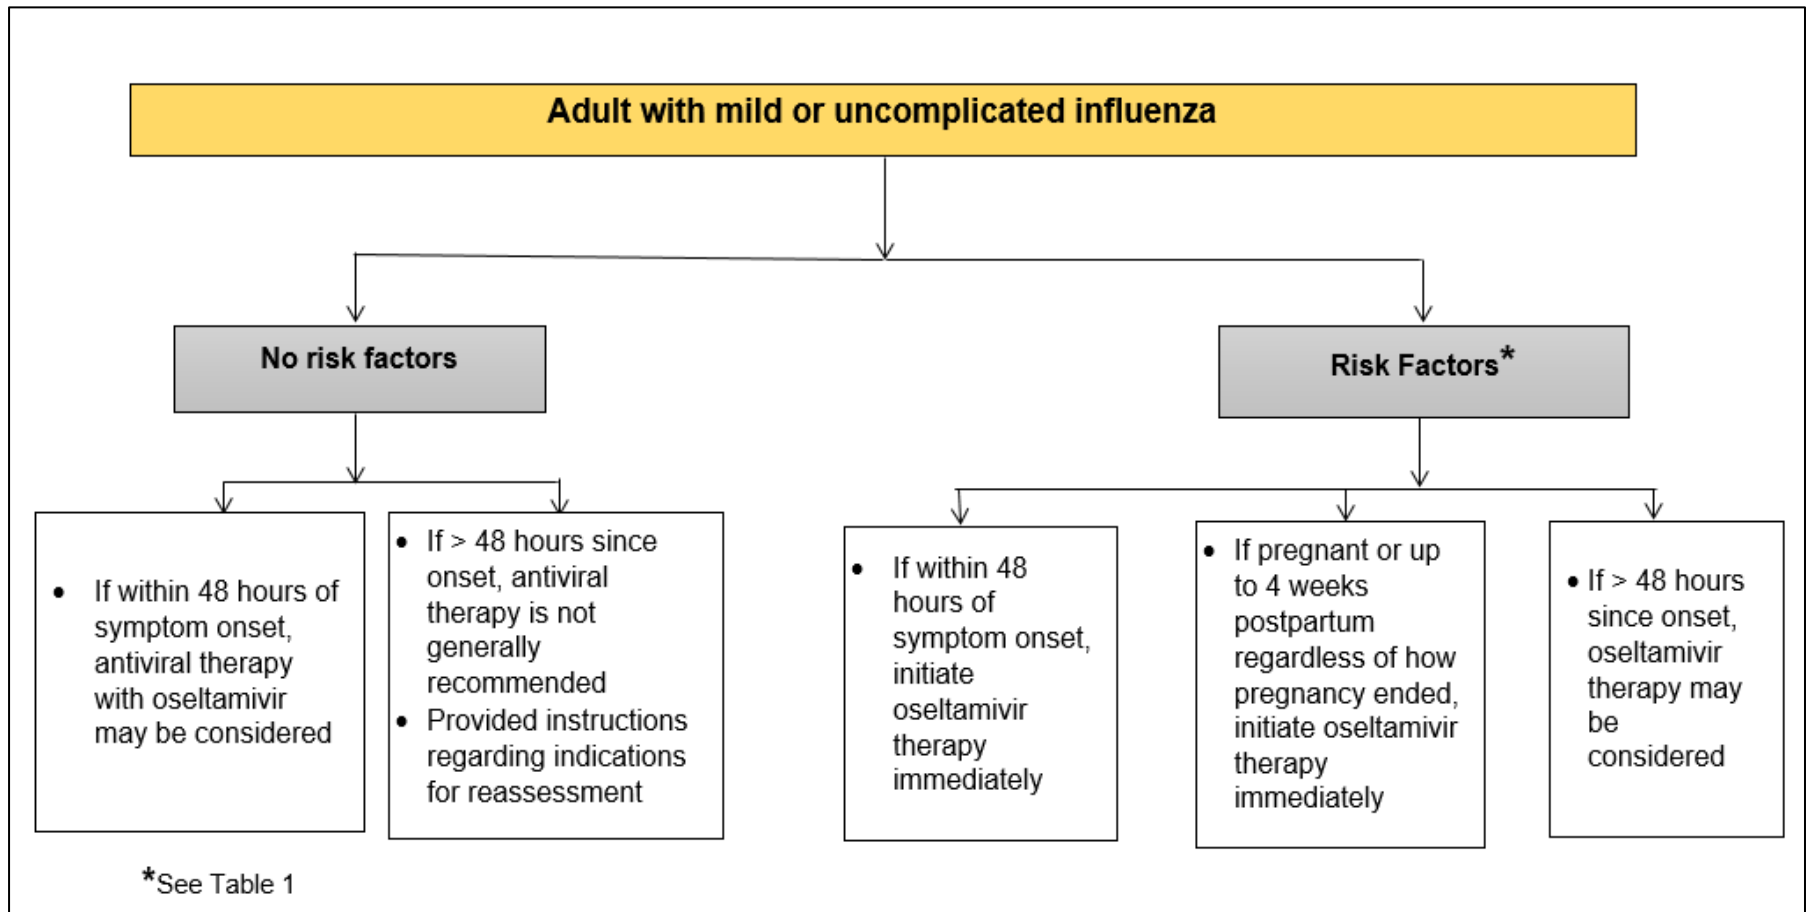 Adult with mild or uncomplicated influenza
No risk factors
Risk Factors*
• If within 48 hours of
symptom onset,
antiviral therapy
with oseltamivir
may be considered
• If > 48 hours since
onset, antiviral
therapy is not
generally
recommended
• Provided instructions
regarding indications
for reassessment
• If within 48
hours of
symptom onset,
initiate
oseltamivir
therapy
immediately
• If pregnant or up
to 4 weeks
postpartum
regardless of how
pregnancy ended,
initiate oseltamivir
therapy
immediately
• If > 48 hours
since onset,
oseltamivir
therapy may
be
considered
*See Table 1